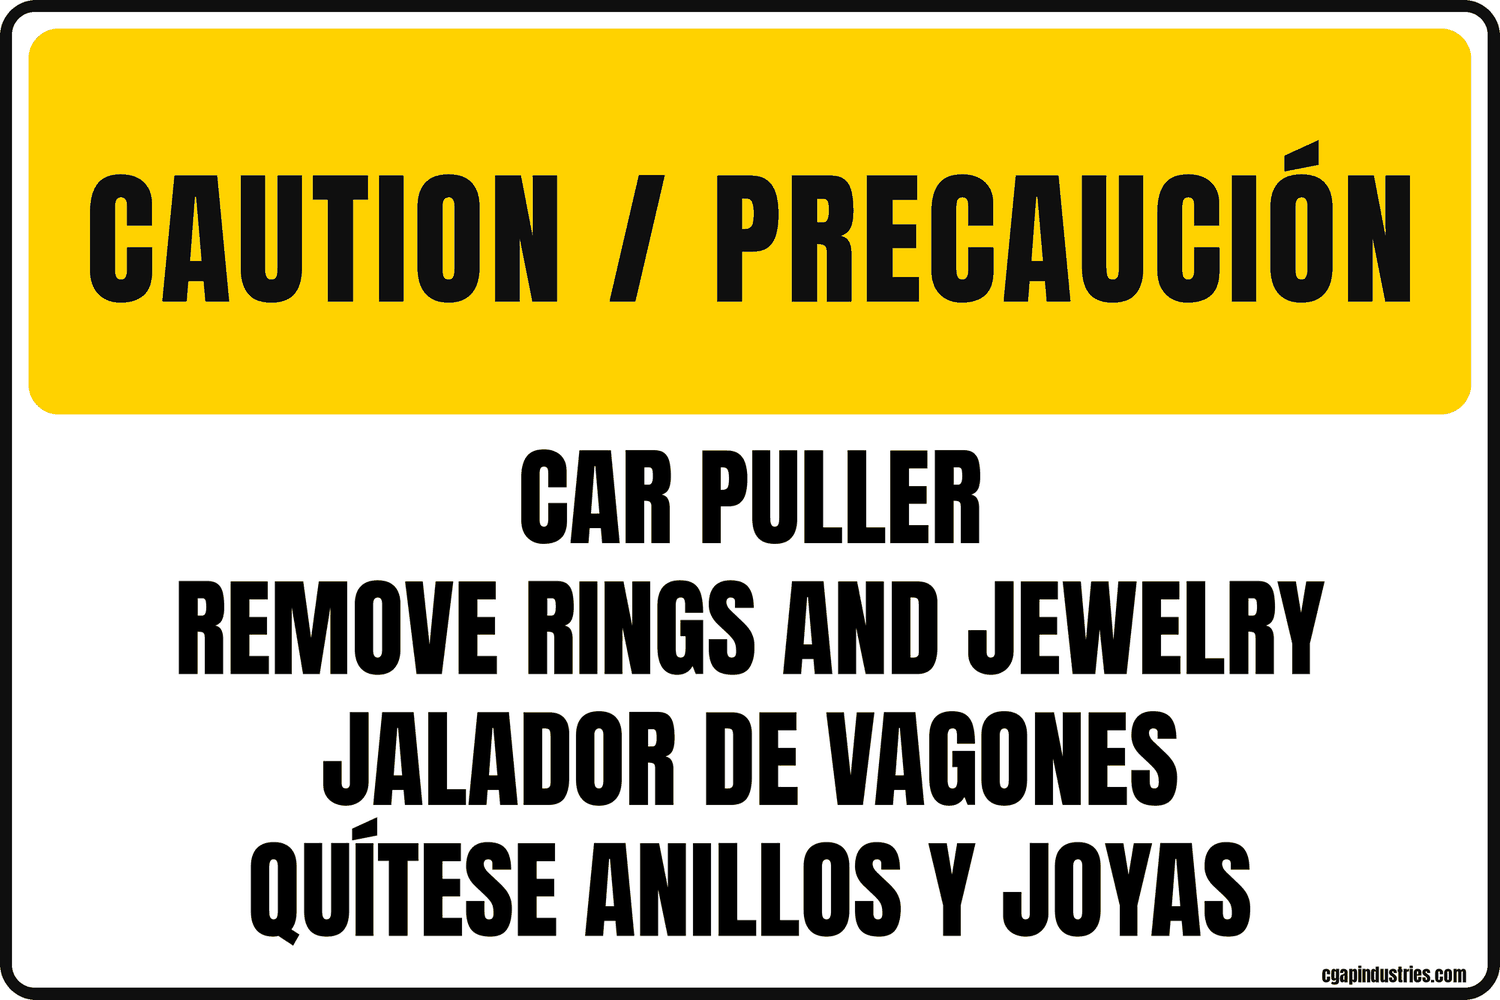 CAUTION / PRECAUCIÓN
CAR PULLER
REMOVE RINGS AND JEWELRY
JALADOR DE VAGONES
QUÍTESE ANILLOS Y JOYAS
cgapindustries.com